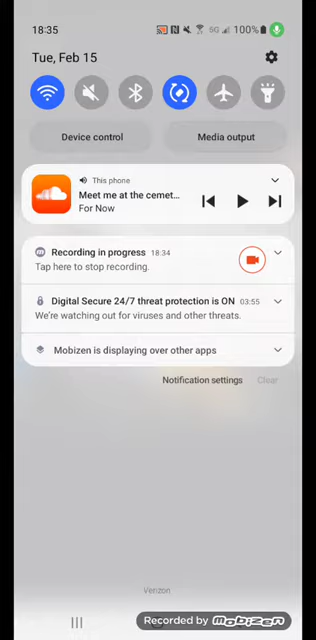 18:35
6G
100%
Tue, Feb 15
Device control
Media output
This phone
Meet me at the cemet...
For Now
Recording in progress 18:34
Tap here to stop recording.
Digital Secure 24/7 threat protection is ON 03:55
We're watching out for viruses and other threats.
Mobizen is displaying over other apps
Notification settings
Clear
Verizon
Recorded by Mobizen